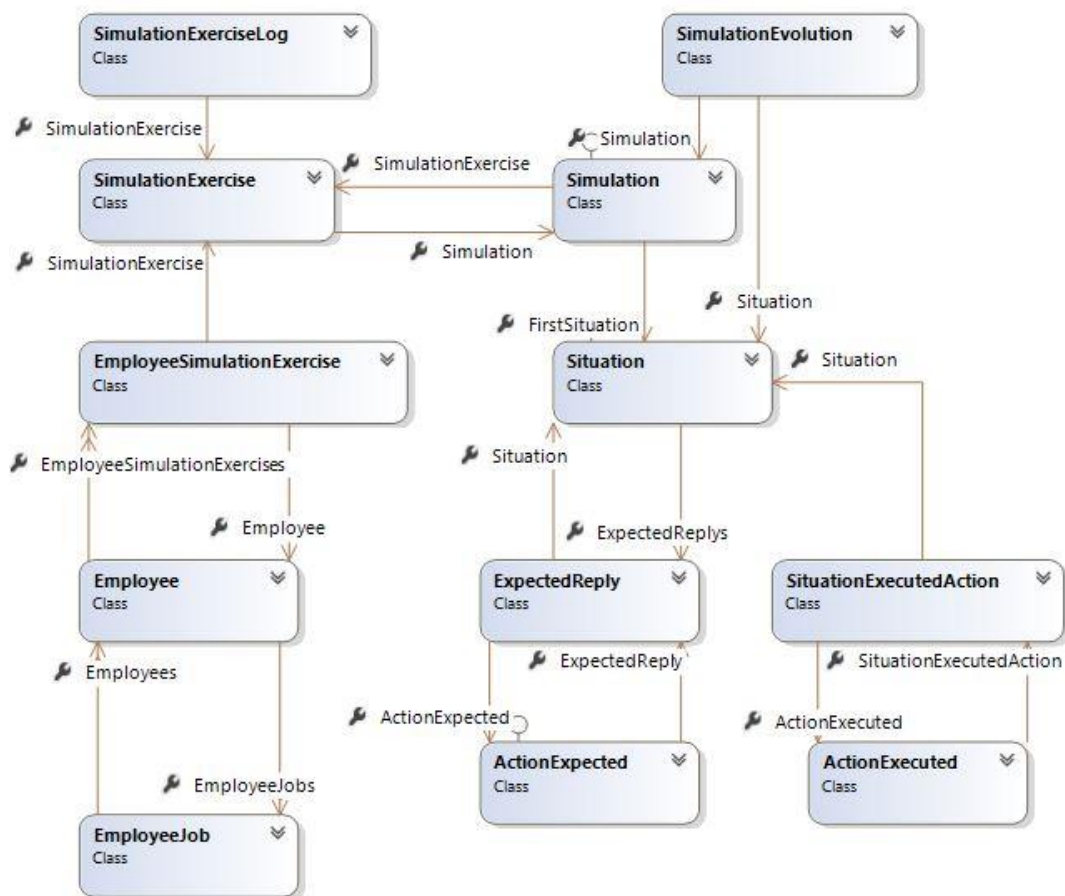 SimulationExerciseLog
Class
SimulationEvolution
Class
SimulationExercise
Simulation
SimulationExercise
SimulationExercise
Class
Simulation
Class
Simulation
SimulationExercise
Situation
FirstSituation
EmployeeSimulationExercise
Class
Situation
Class
Situation
EmployeeSimulationExercises
Situation
Employee
ExpectedReplys
Employee
Class
ExpectedReply
Class
SituationExecutedAction
Class
Employees
ExpectedReply
SituationExecutedAction
ActionExpected
ActionExecuted
ActionExpected
Class
ActionExecuted
Class
EmployeeJobs
EmployeeJob
Class